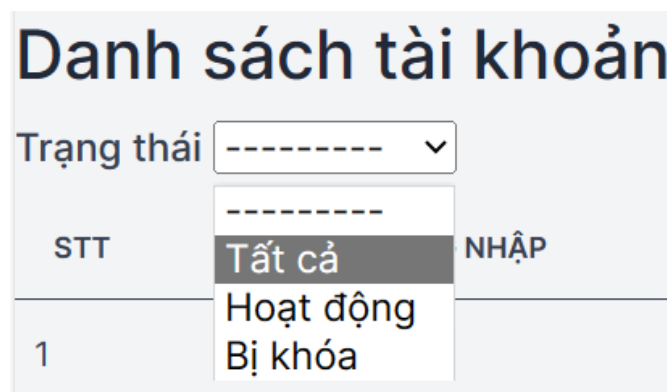 Danh sách tài khoản
Trạng thái ---------
---------
STT Tất cả NHẬP
Hoạt động
1 Bị khóa